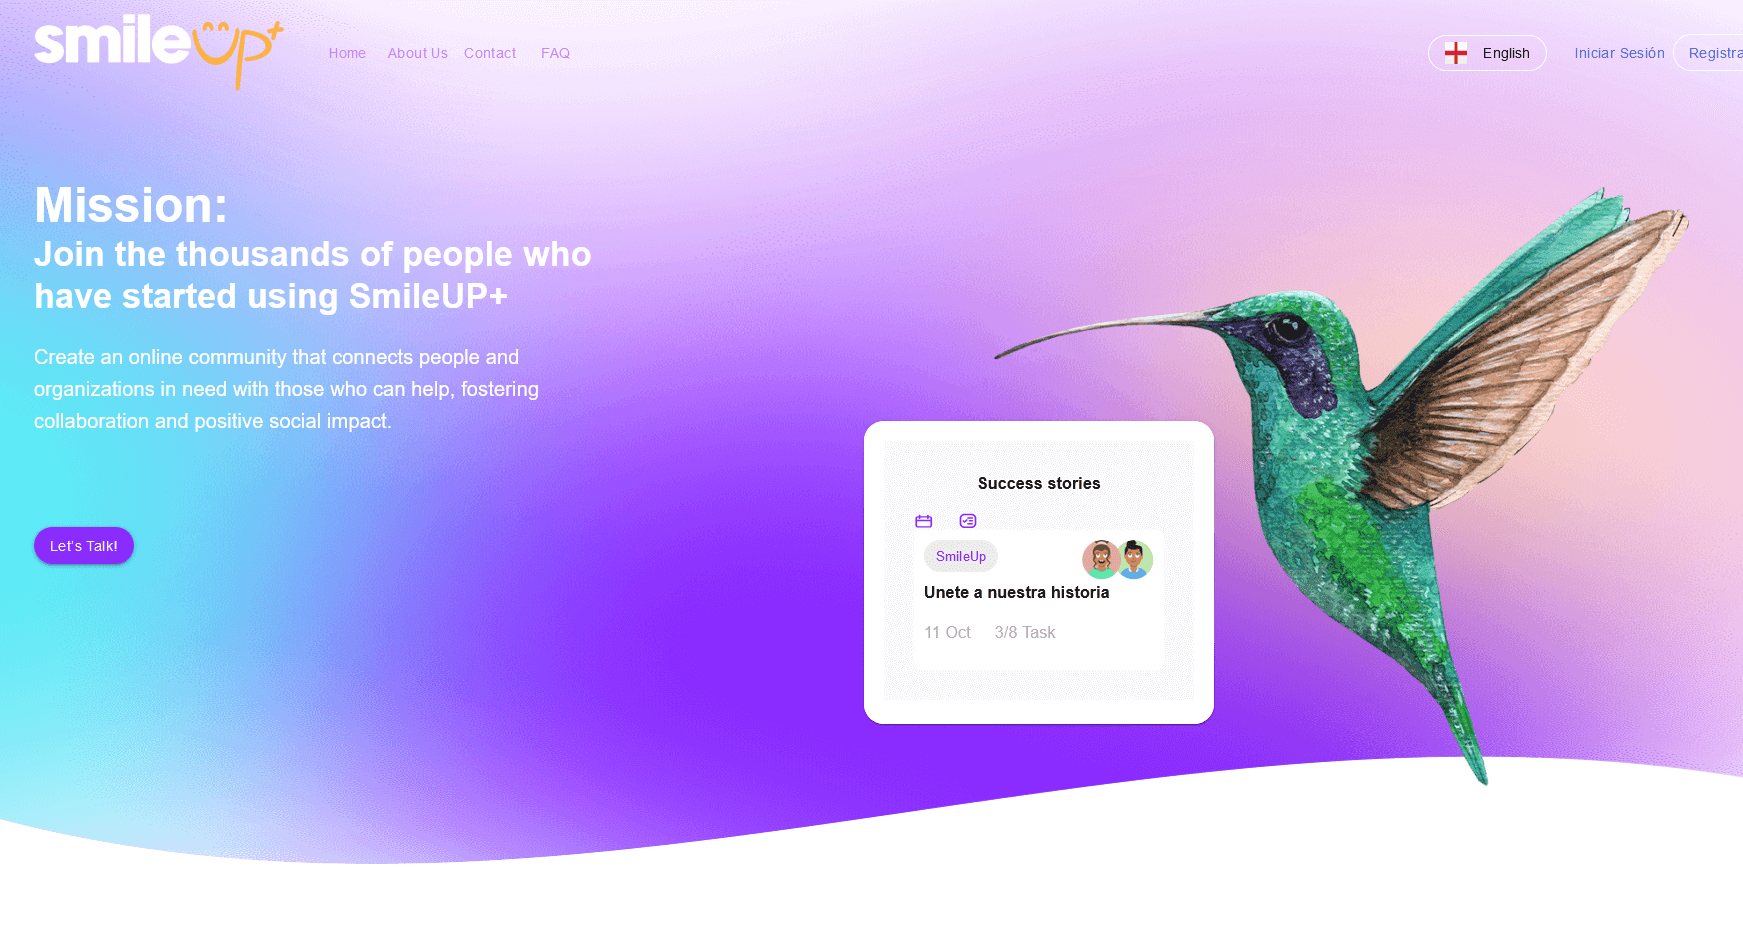 smileup+
Home About Us Contact FAQ
English Iniciar Sesión Registra
Mission:
Join the thousands of people who
have started using SmileUP+
Create an online community that connects people and
organizations in need with those who can help, fostering
collaboration and positive social impact.
Let's Talk!
Success stories
SmileUp
Unete a nuestra historia
11 Oct 3/8 Task